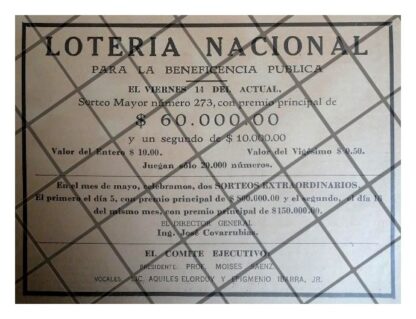 LOTERIA NACIONAL
PARA LA BENEFICENCIA PUBLICA
EL VIERNES 14 DEL ACTUAL,
Sorteo Mayor número 273, con premio principal de
$ 60.000.00
y un segundo de $ 10.000.00
Valor del Entero $ 10.00. Valor del Vigésimo $ 0.50.
Juegan sólo 20.000 números.
En el mes de mayo, celebramos, dos SORTEOS EXTRAORDINARIOS.
El primero el día 5, con premio principal de $ 800.000.00 y el segundo, el día 18
del mismo mes, con premio principal de $150.000.00.
EL DIRECTOR GENERAL
Ing. José Covarrubias.
EL COMITE EJECUTIVO:
PRESIDENTE: PROF. MOISES SAENZ.
VOCALES: LIC. AQUILES ELORDUY Y EPIGMENIO IBARRA, JR.